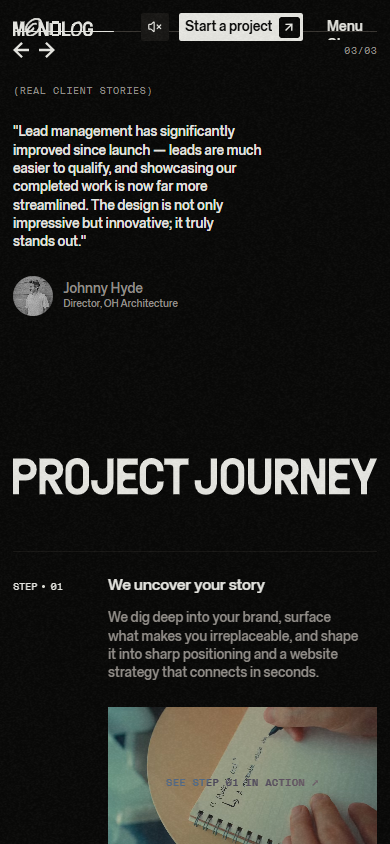 MONOLOG
Start a project
Menu
03/03
(REAL CLIENT STORIES)
"Lead management has significantly
improved since launch — leads are much
easier to qualify, and showcasing our
completed work is now far more
streamlined. The design is not only
impressive but innovative; it truly
stands out."
Johnny Hyde
Director, OH Architecture
PROJECT JOURNEY
STEP • 01
We uncover your story
We dig deep into your brand, surface
what makes you irreplaceable, and shape
it into sharp positioning and a website
strategy that connects in seconds.
SEE STEP 01 IN ACTION ↗